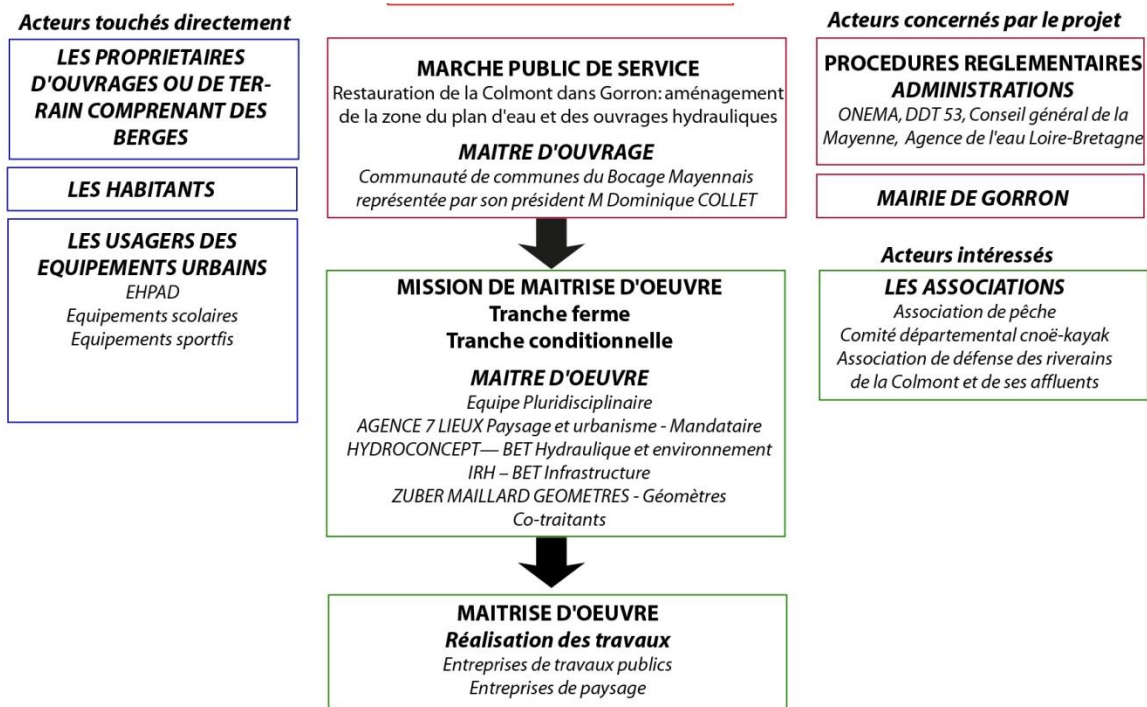 Acteurs touchés directement
LES PROPRIETAIRES
D'OUVRAGES OU DE TER-
RAIN COMPRENANT DES
BERGES
LES HABITANTS
LES USAGERS DES
EQUIPEMENTS URBAINS
EHPAD
Equipements scolaires
Equipements sportfis
MARCHE PUBLIC DE SERVICE
Restauration de la Colmont dans Gorron: aménagement
de la zone du plan d'eau et des ouvrages hydrauliques
MAITRE D'OUVRAGE
Communauté de communes du Bocage Mayennais
représentée par son président M Dominique COLLET
MISSION DE MAITRISE D'OEUVRE
Tranche ferme
Tranche conditionnelle
MAITRE D'OEUVRE
Equipe Pluridisciplinaire
AGENCE 7 LIEUX Paysage et urbanisme - Mandataire
HYDROCONCEPT— BET Hydraulique et environnement
IRH – BET Infrastructure
ZUBER MAILLARD GEOMETRES - Géomètres
Co-traitants
MAITRISE D'OEUVRE
Réalisation des travaux
Entreprises de travaux publics
Entreprises de paysage
Acteurs concernés par le projet
PROCEDURES REGLEMENTAIRES
ADMINISTRATIONS
ONEMA, DDT 53, Conseil général de la
Mayenne, Agence de l'eau Loire-Bretagne
MAIRIE DE GORRON
Acteurs intéressés
LES ASSOCIATIONS
Association de pêche
Comité départemental cnoë-kayak
Association de défense des riverains
de la Colmont et de ses affluents